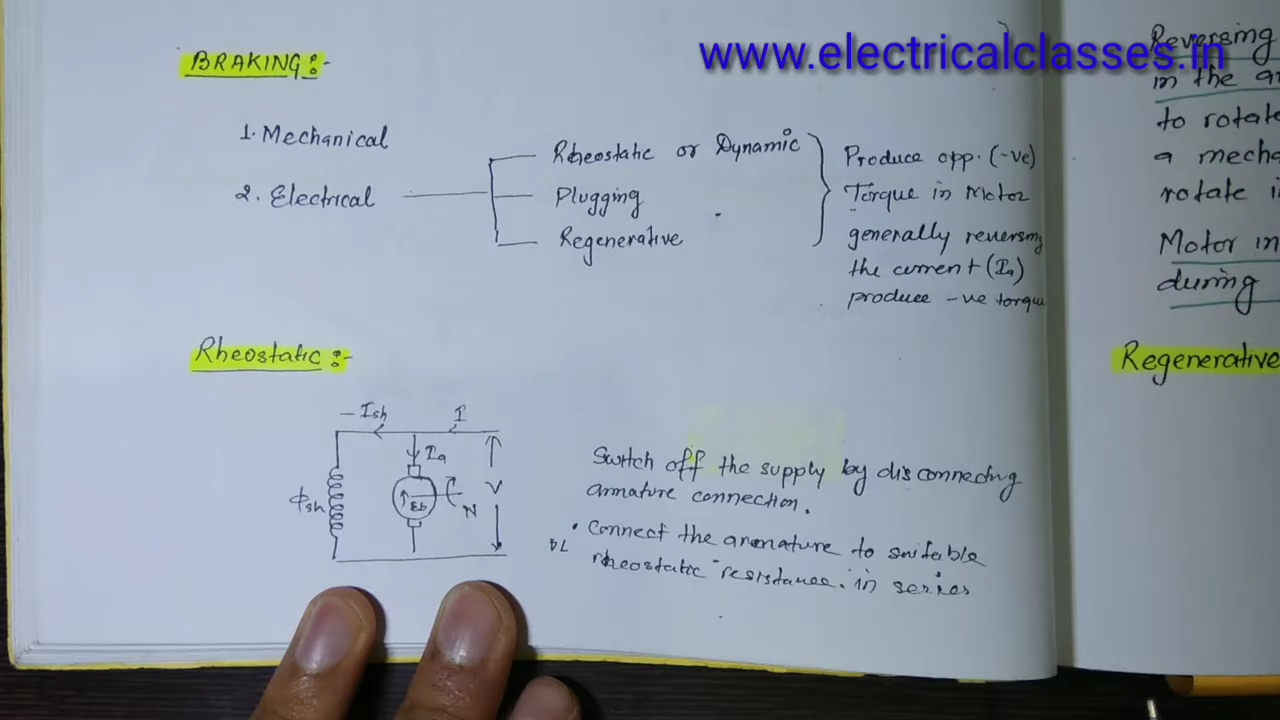 www.electricalclasses.in
BRAKING:-
1. Mechanical
2. Electrical
Rheostatic or Dynamic
Plugging
Regenerative
Produce opp. (-ve)
Torque in Motor
generally reversing
the current (Ia)
produce -ve torque
Rheostatic:-
-Ish
I
Ia
ɸsh
Eb
N
V
Switch off the supply by disconnecting
armature connection.
• Connect the armature to suitable
rheostatic resistance. in series
Reversing
in the
to rotate
a mecha
rotate i
Motor in
during
Regenerative